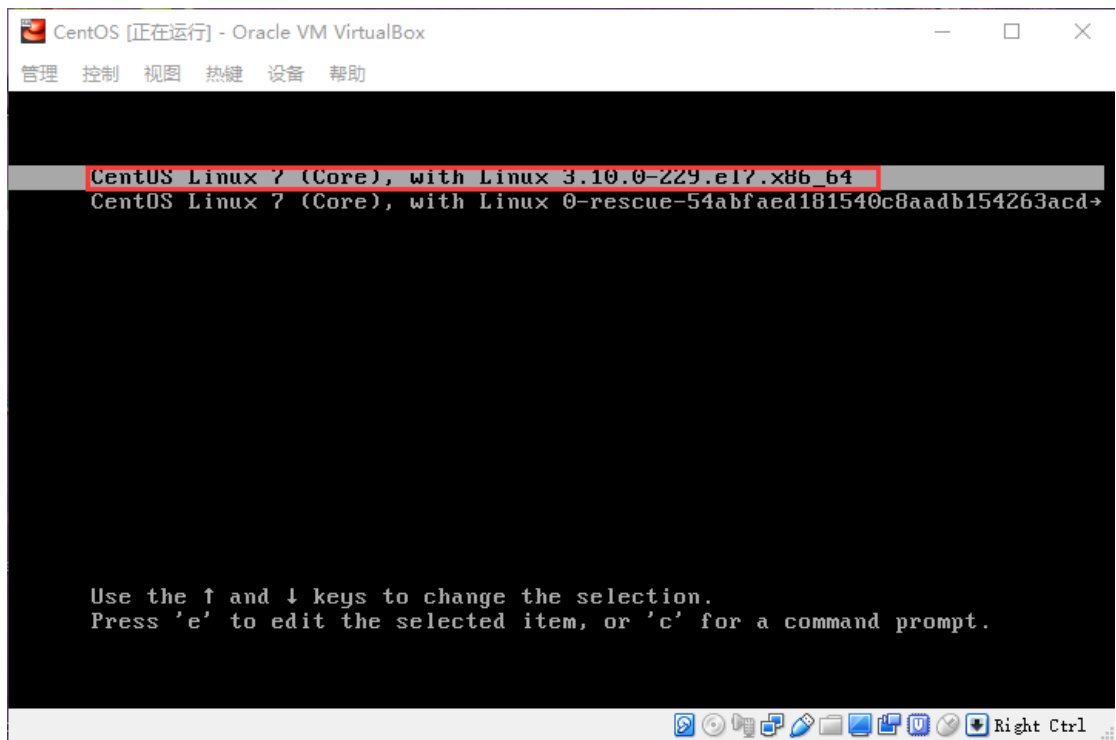 CentOS [正在运行] - Oracle VM VirtualBox
管理 控制 视图 热键 设备 帮助
CentOS Linux 7 (Core), with Linux 3.10.0-229.el7.x86_64
CentOS Linux 7 (Core), with Linux 0-rescue-54abfaed181540c8aadb154263acd→
Use the ↑ and ↓ keys to change the selection.
Press 'e' to edit the selected item, or 'c' for a command prompt.
Right Ctrl